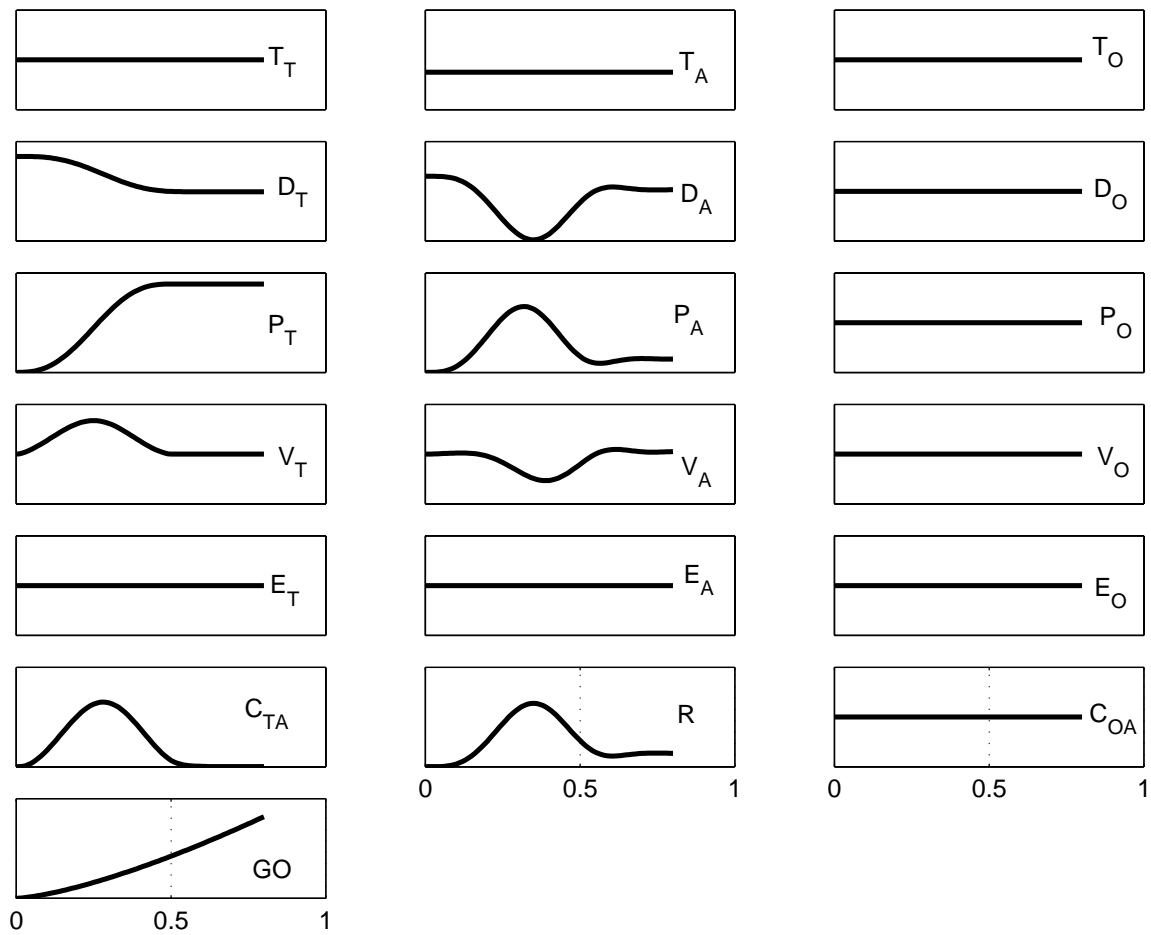 T_T
T_A
T_O
D_T
D_A
D_O
P_T
P_A
P_O
V_T
V_A
V_O
E_T
E_A
E_O
C_TA
R
C_OA
0 0.5 1
0 0.5 1
GO
0 0.5 1